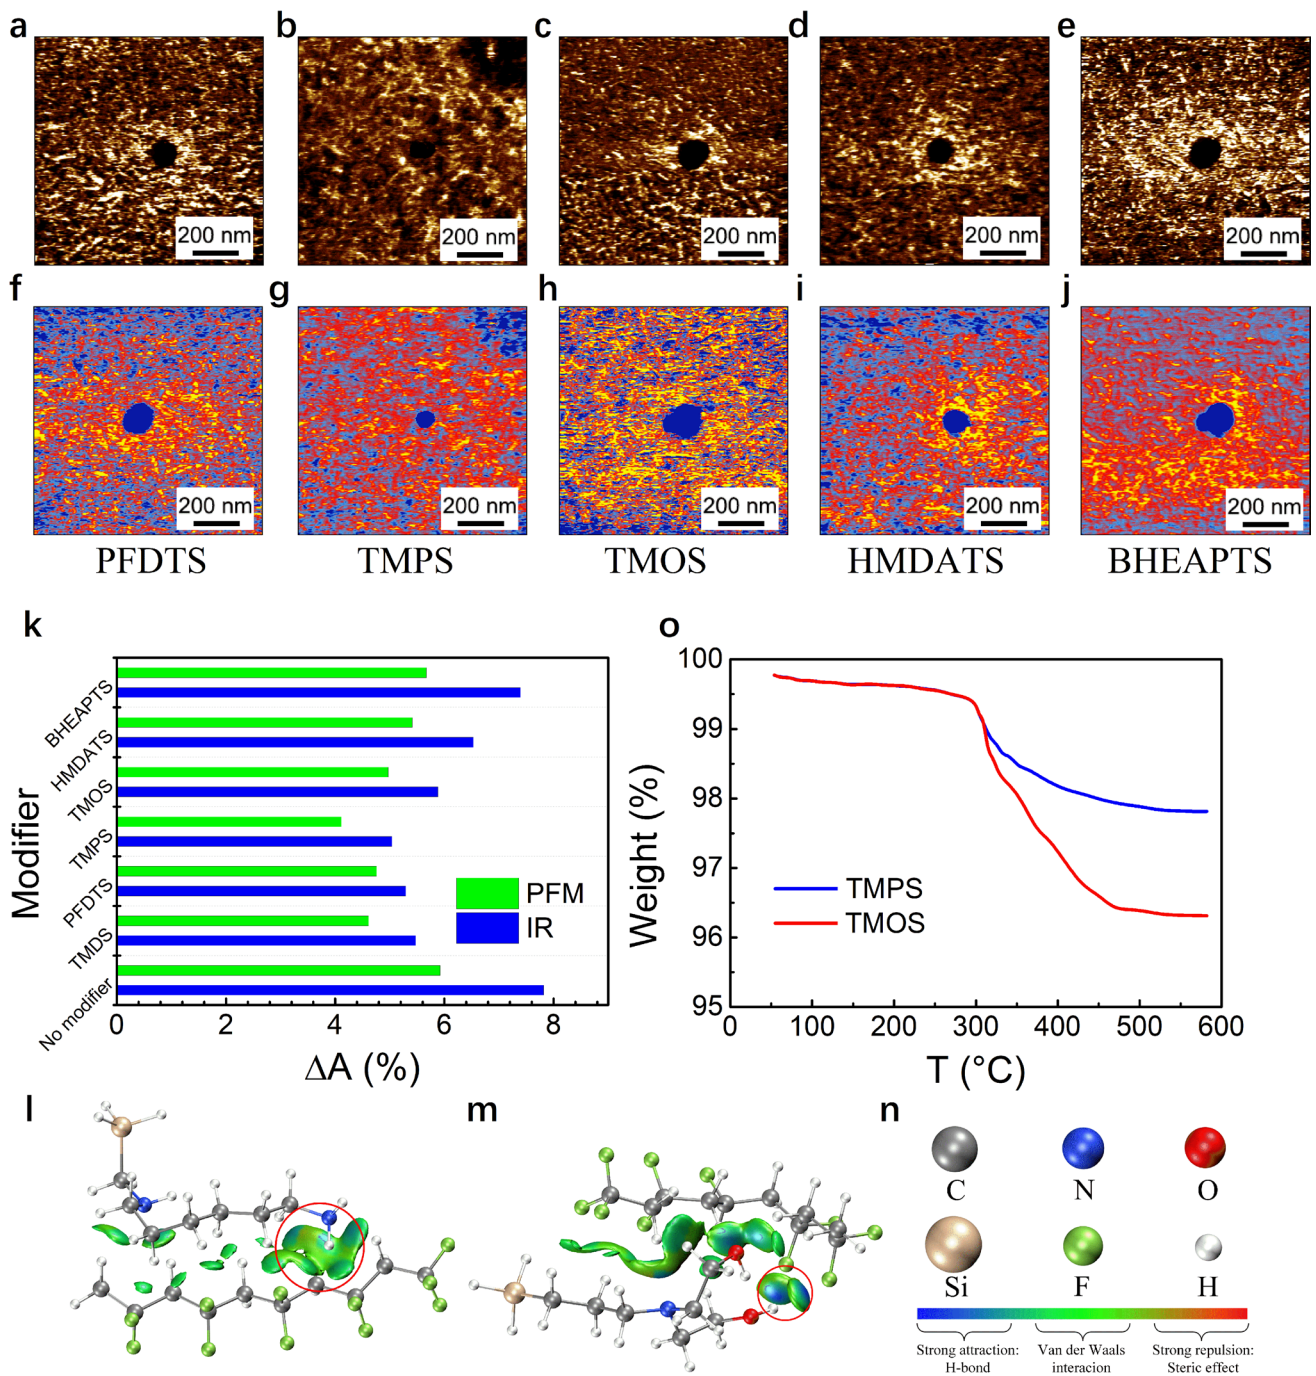 a
b
c
d
e
200 nm
200 nm
200 nm
200 nm
200 nm
f
g
h
i
j
200 nm
200 nm
200 nm
200 nm
200 nm
PFDTS
TMPS
TMOS
HMDATS
BHEAPTS
k
Modifier
BHEAPTS
HMDATS
TMOS
TMPS
PFDTS
TMDS
No modifier
PFM
IR
0 2 4 6 8
ΔA (%)
o
Weight (%)
100
99
98
97
96
95
TMPS
TMOS
0 100 200 300 400 500 600
T (°C)
l
m
n
C N O
Si F H
Strong attraction: Van der Waals Strong repulsion:
H-bond interacion Steric effect